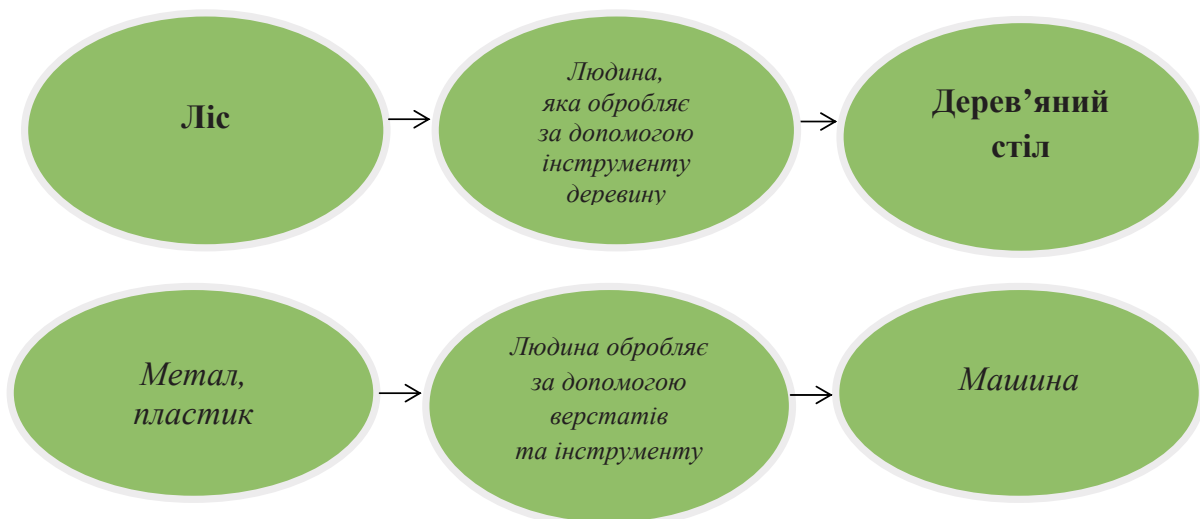 Ліс
Людина,
яка обробляє
за допомогою
інструменту
деревину
Дерев’яний
стіл
Метал,
пластик
Людина обробляє
за допомогою
верстатів
та інструменту
Машина